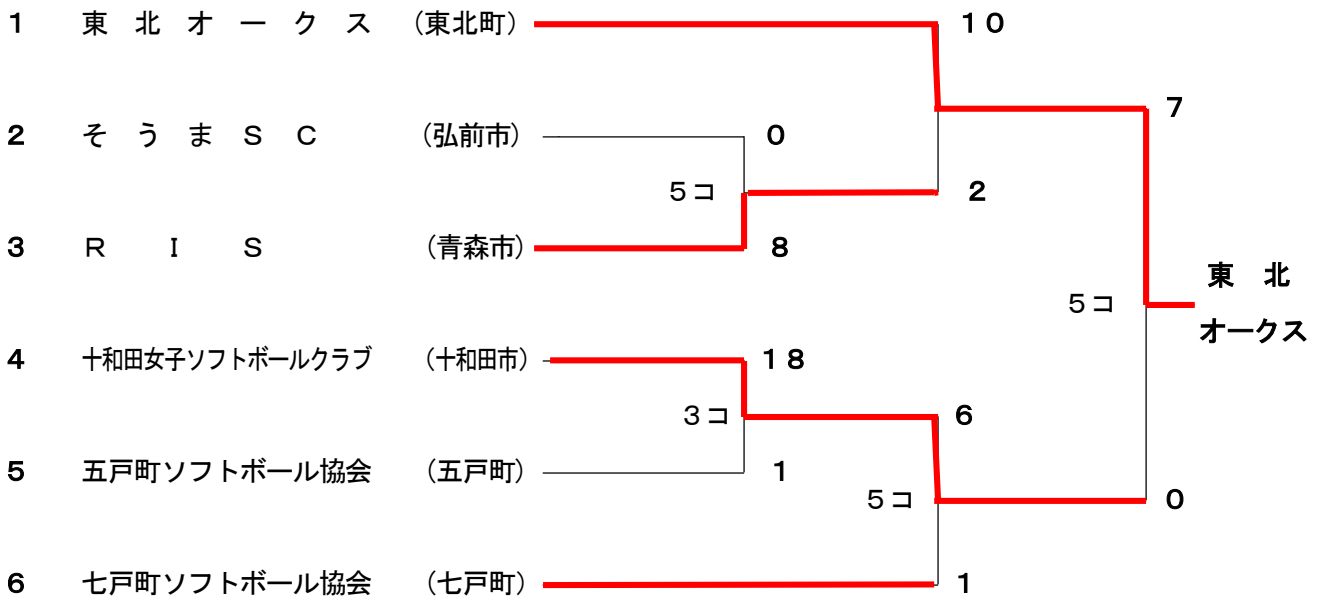 1 東北オークス (東北町) 10
7
2 そうまSC (弘前市) 0
5コ 2
3 RIS (青森市) 8
東北
5コ
オークス
4 十和田女子ソフトボールクラブ (十和田市) 18
3コ 6
5 五戸町ソフトボール協会 (五戸町) 1
5コ 0
6 七戸町ソフトボール協会 (七戸町) 1